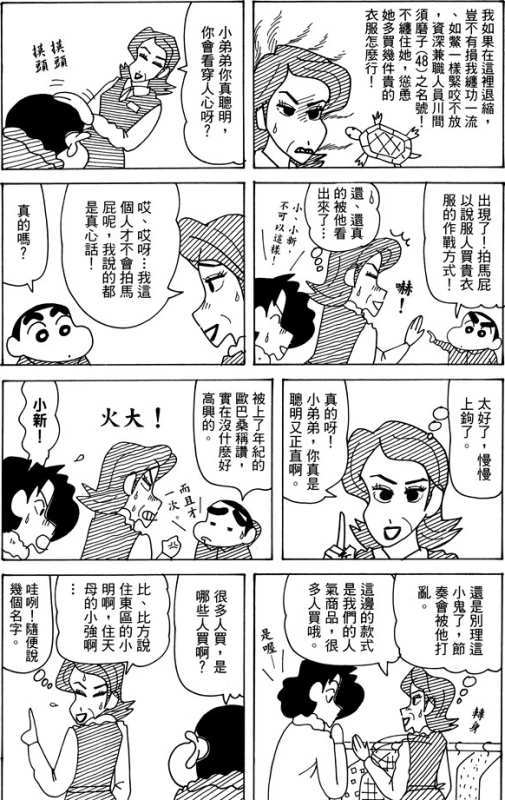 我如果在這裡退縮，
豈不有損我纏功一流
、如鱉一樣緊咬不放
，資深兼職人員川間
須磨子（48）之名號！
不纏住她，慫恿
她多買幾件貴的
衣服怎麼行！
小弟弟你真聰明，
你會看穿人心呀？
摸頭
摸頭
出現了！拍馬屁
以說服人買貴衣
服的作戰方式！
嚇！
還、還真
的被他看
出來了…
小、小新，
不可以這樣！
哎、哎呀…我這
個人才不會拍馬
屁呢，我說的都
是真心話！
真的嗎？
太好了，慢慢
上鉤了。
真的呀！
小弟弟，你真是
聰明又正直啊。
被上了年紀的
歐巴桑稱讚，
實在沒什麼好
高興的。
而且才
一次
火大！
小新！
還是別理這
小鬼了，節
奏會被他打
亂。
轉身
這邊的款式
是我們的人
氣商品，很
多人買哦。
是喔
很多人買，是
哪些人買啊？
比、比方說
住東區的小
明啊，住天
母的小強啊
…
哇咧！隨便說
幾個名字。